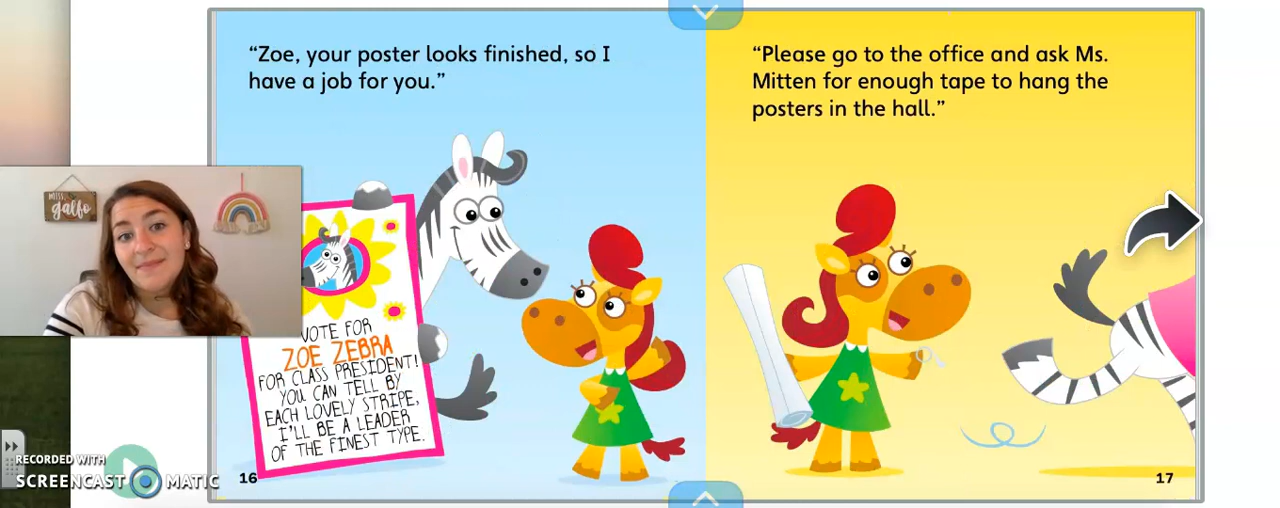 “Zoe, your poster looks finished, so I
have a job for you.”
“Please go to the office and ask Ms.
Mitten for enough tape to hang the
posters in the hall.”
MISS.
galfo
VOTE FOR
ZOE ZEBRA
FOR CLASS PRESIDENT!
YOU CAN TELL BY
EACH LOVELY STRIPE,
I'LL BE A LEADER
OF THE FINEST TYPE.
16
17
RECORDED WITH
SCREENCAST MATIC